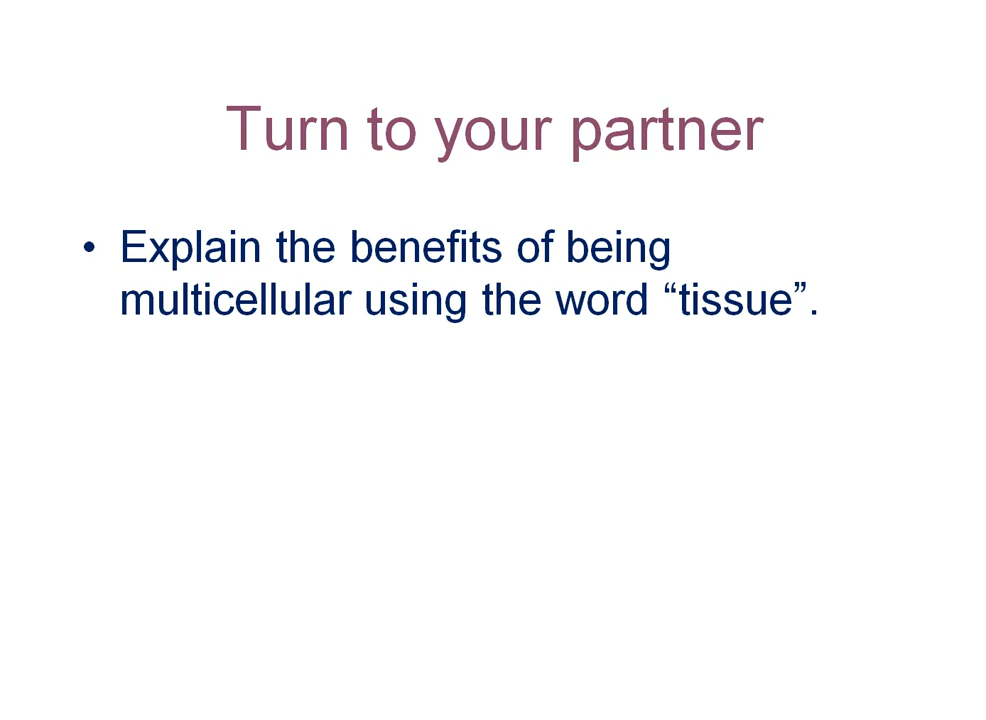 Turn to your partner
• Explain the benefits of being
multicellular using the word “tissue”.